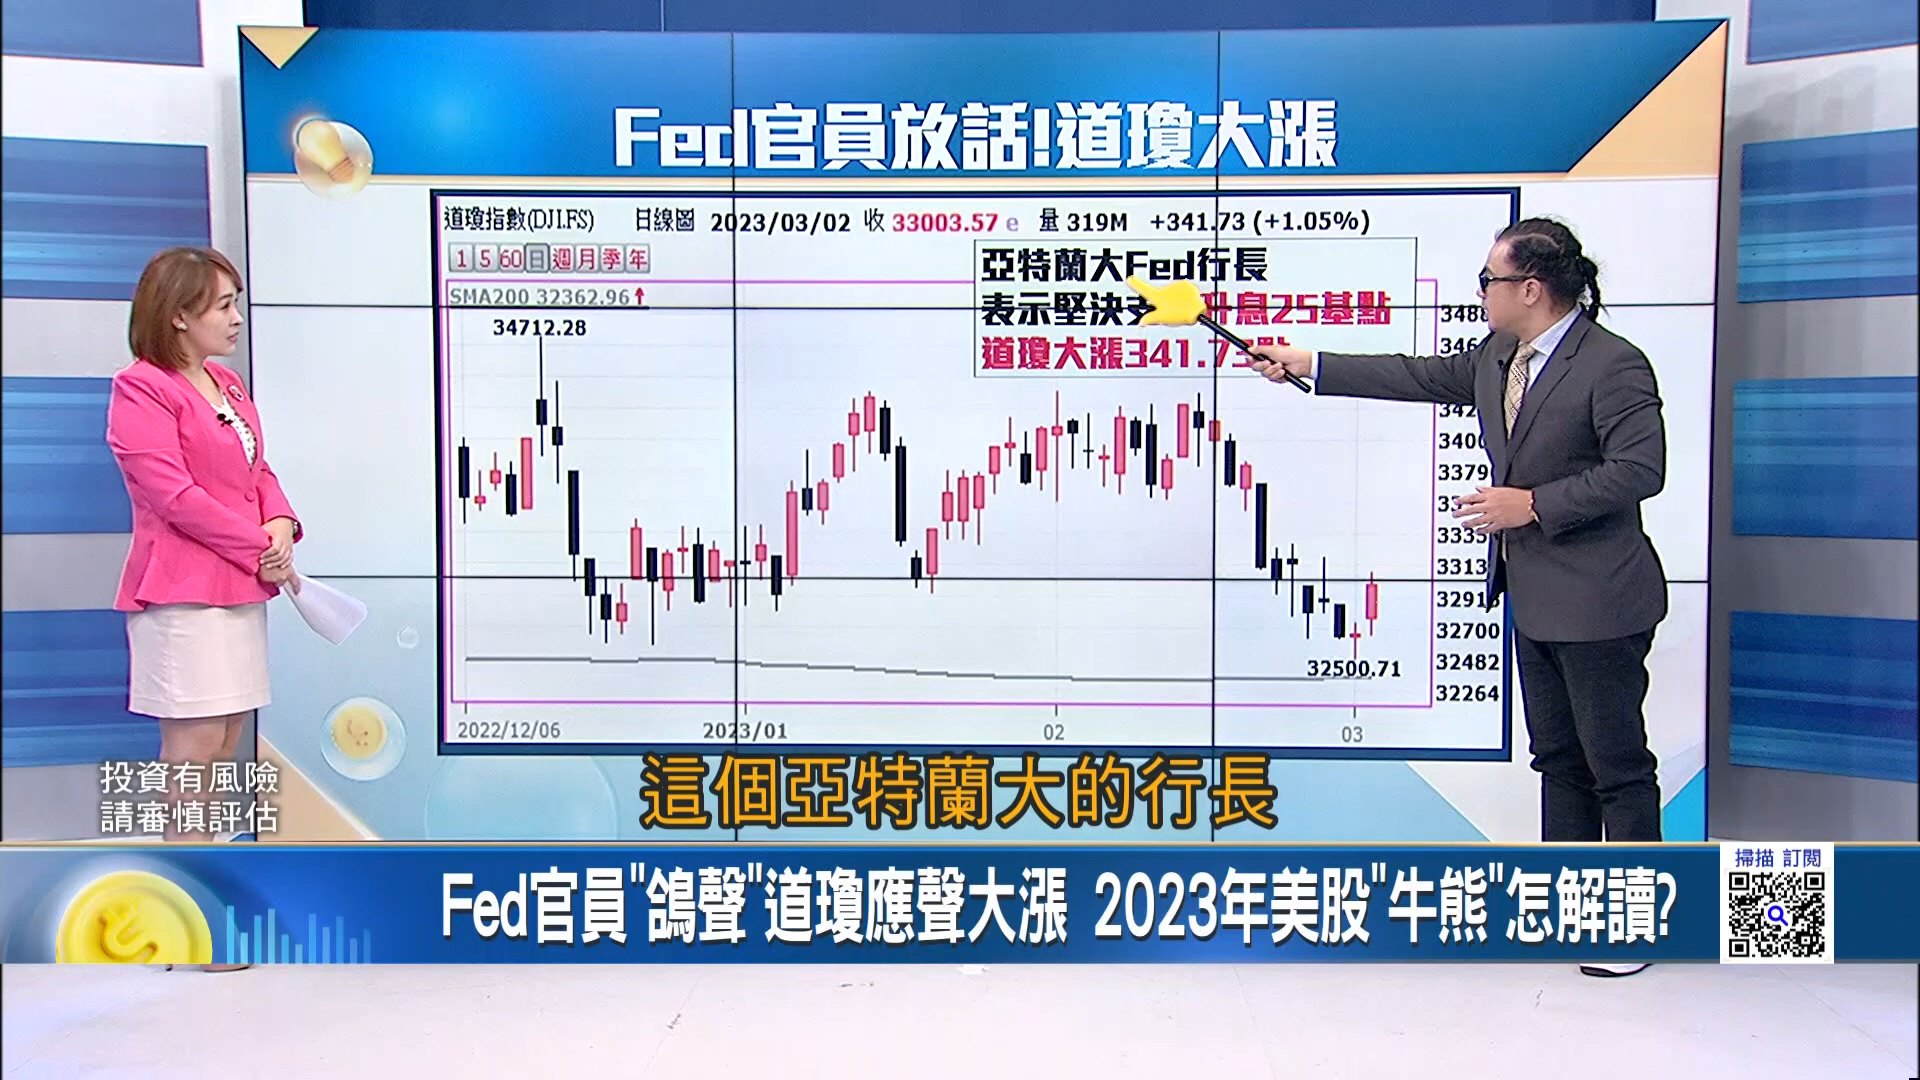 Fed官員放話!道瓊大漲
道瓊指數(DJI.FS) 日線圖 2023/03/02 收 33003.57 e 量 319M +341.73 (+1.05%)
1 5 60 日 週 月 季 年
SMA200 32362.96↑
亞特蘭大Fed行長
表示堅決 升息25基點
道瓊大漲341.73點
34712.28
3400
3379
3335
3313
32913
32700
32482
32264
32500.71
2022/12/06 2023/01 02 03
投資有風險
請審慎評估
這個亞特蘭大的行長
Fed官員"鴿聲"道瓊應聲大漲 2023年美股"牛熊"怎解讀?
掃描 訂閱